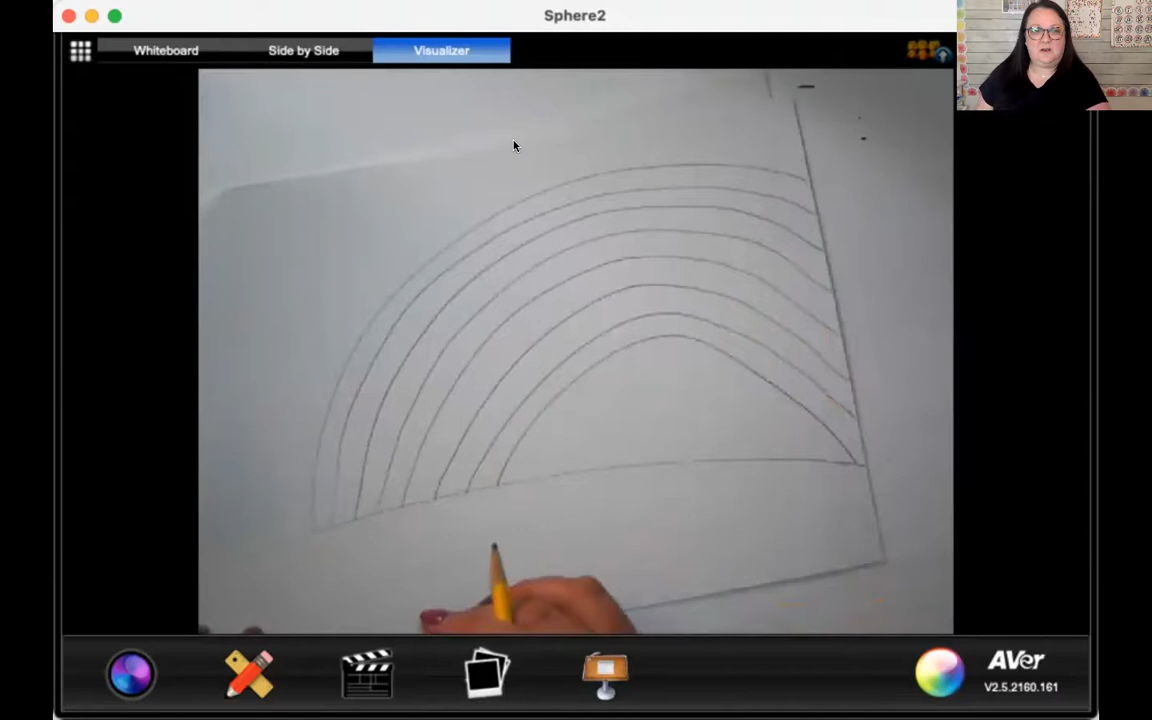 Sphere2
Whiteboard
Side by Side
Visualizer
AVer
V2.5.2160.161